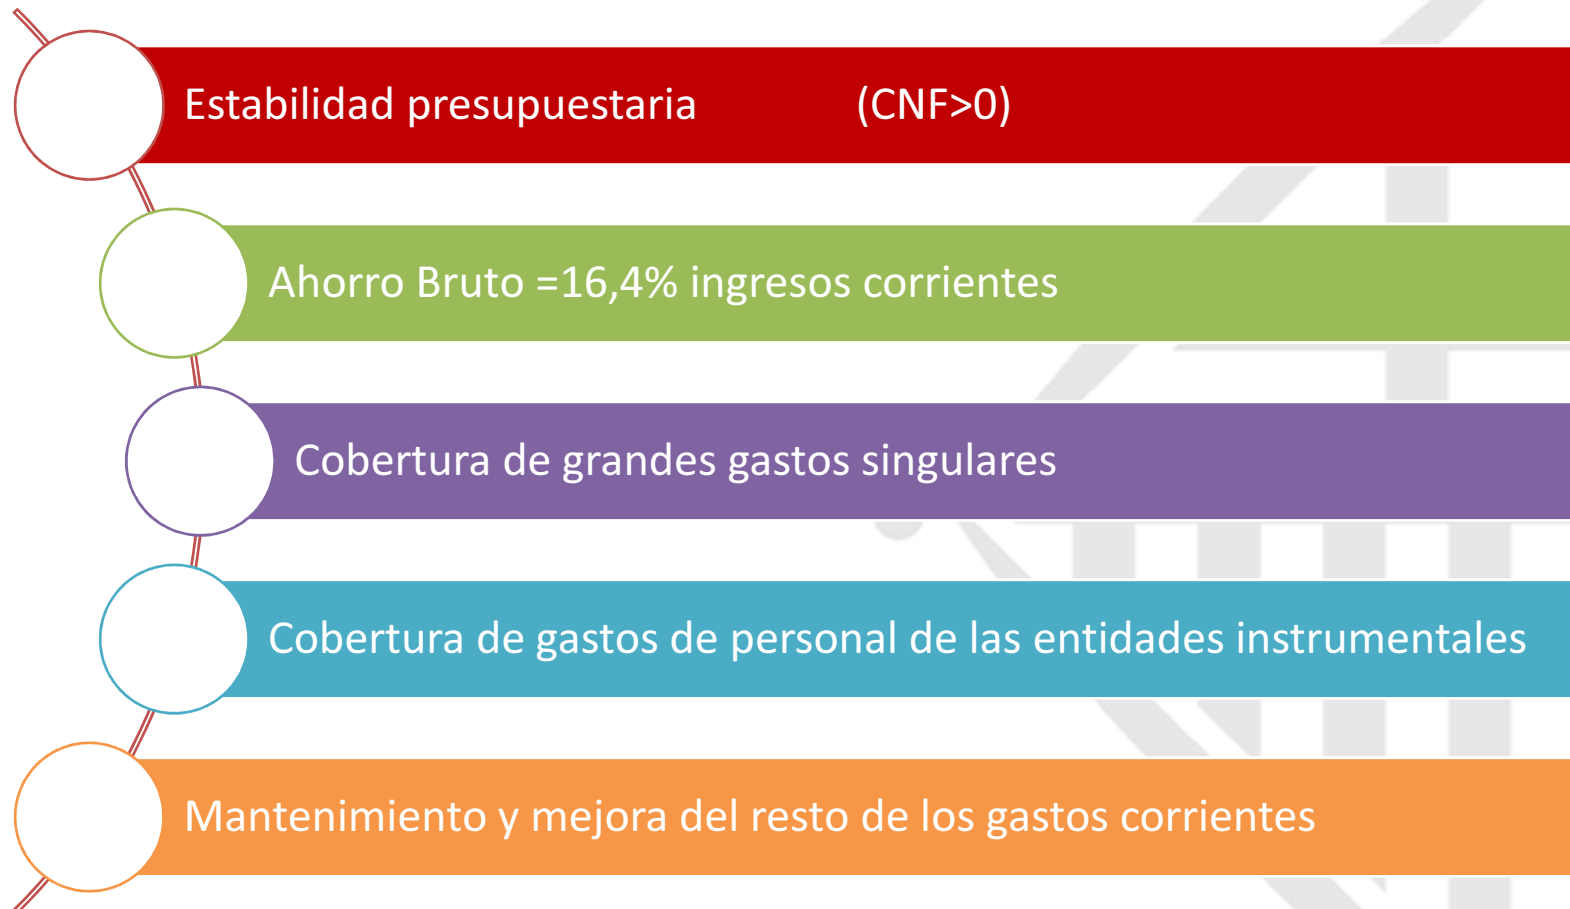 Estabilidad presupuestaria (CNF>0)
Ahorro Bruto =16,4% ingresos corrientes
Cobertura de grandes gastos singulares
Cobertura de gastos de personal de las entidades instrumentales
Mantenimiento y mejora del resto de los gastos corrientes